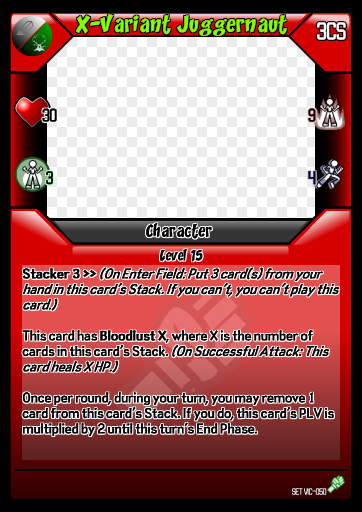 X-Variant Juggernaut
3CS
30
9
3
4
Character
Level 15
Stacker 3 >> (On Enter Field: Put 3 card(s) from your
hand in this card's Stack. If you can't, you can't play this
card.)
This card has Bloodlust X, where X is the number of
cards in this card's Stack. (On Successful Attack: This
card heals X HP.)
Once per round, during your turn, you may remove 1
card from this card's Stack. If you do, this card's PLV is
multiplied by 2 until this turn's End Phase.
SET VIC-050